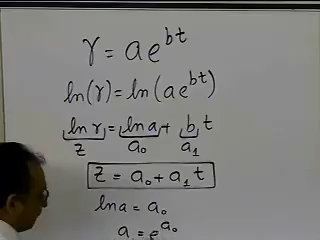 γ = ae^{bt}
ln(γ) = ln(ae^{bt})
ln γ = ln a + b t
z a₀ a₁
z = a₀ + a₁ t
ln a = a₀
a = e^{a₀}